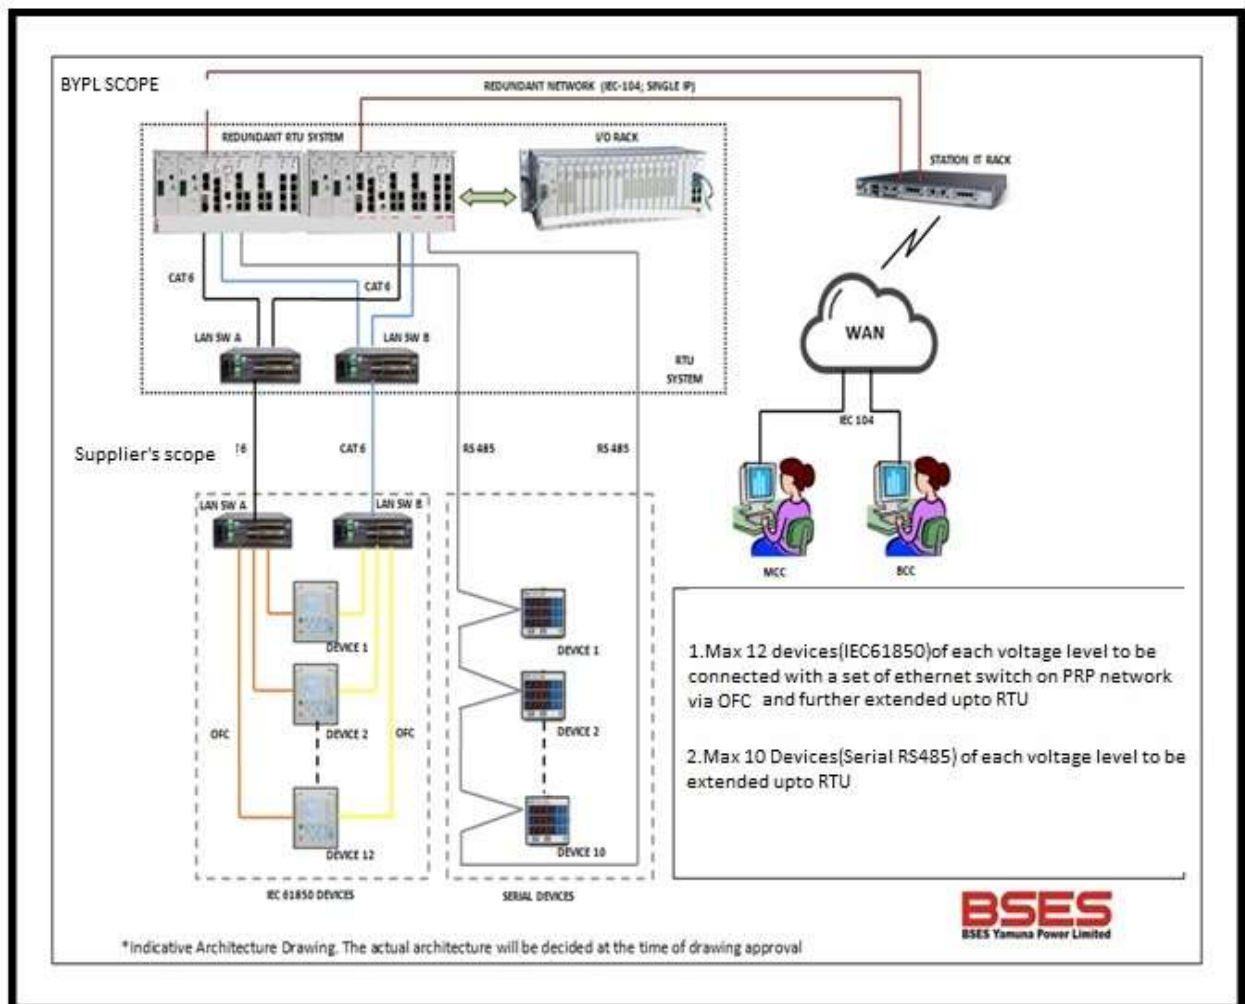 BYPL SCOPE
REDUNDANT NETWORK (IEC-104; SINGLE IP)
REDUNDANT RTU SYSTEM
I/O RACK
STATION IT RACK
CAT 6
CAT 6
LAN SW A
LAN SW B
RTU
SYSTEM
WAN
IEC 104
Supplier's scope
T6
CAT 6
RS 485
RS 485
LAN SW A
LAN SW B
MCC
BCC
DEVICE 1
DEVICE 1
DEVICE 2
DEVICE 2
OFC
OFC
DEVICE 12
DEVICE 10
IEC 61850 DEVICES
SERIAL DEVICES
1.Max 12 devices(IEC61850)of each voltage level to be
connected with a set of ethernet switch on PRP network
via OFC and further extended upto RTU
2.Max 10 Devices(Serial RS485) of each voltage level to be
extended upto RTU
BSES
BSES Yamuna Power Limited
*Indicative Architecture Drawing. The actual architecture will be decided at the time of drawing approval